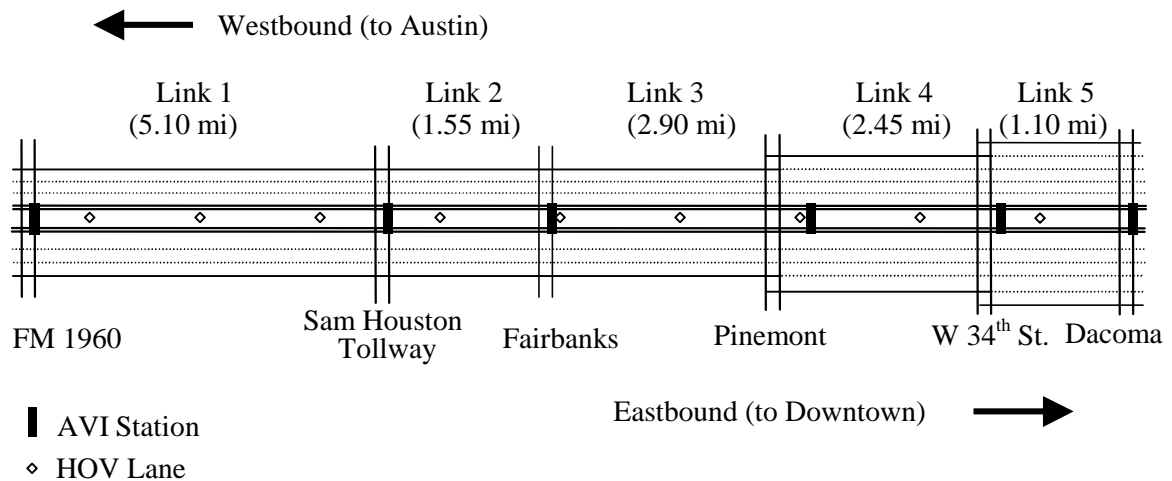 Westbound (to Austin)
Link 1
(5.10 mi)
Link 2
(1.55 mi)
Link 3
(2.90 mi)
Link 4
(2.45 mi)
Link 5
(1.10 mi)
FM 1960
Sam Houston
Tollway
Fairbanks
Pinemont
W 34th St.
Dacoma
Eastbound (to Downtown)
AVI Station
HOV Lane